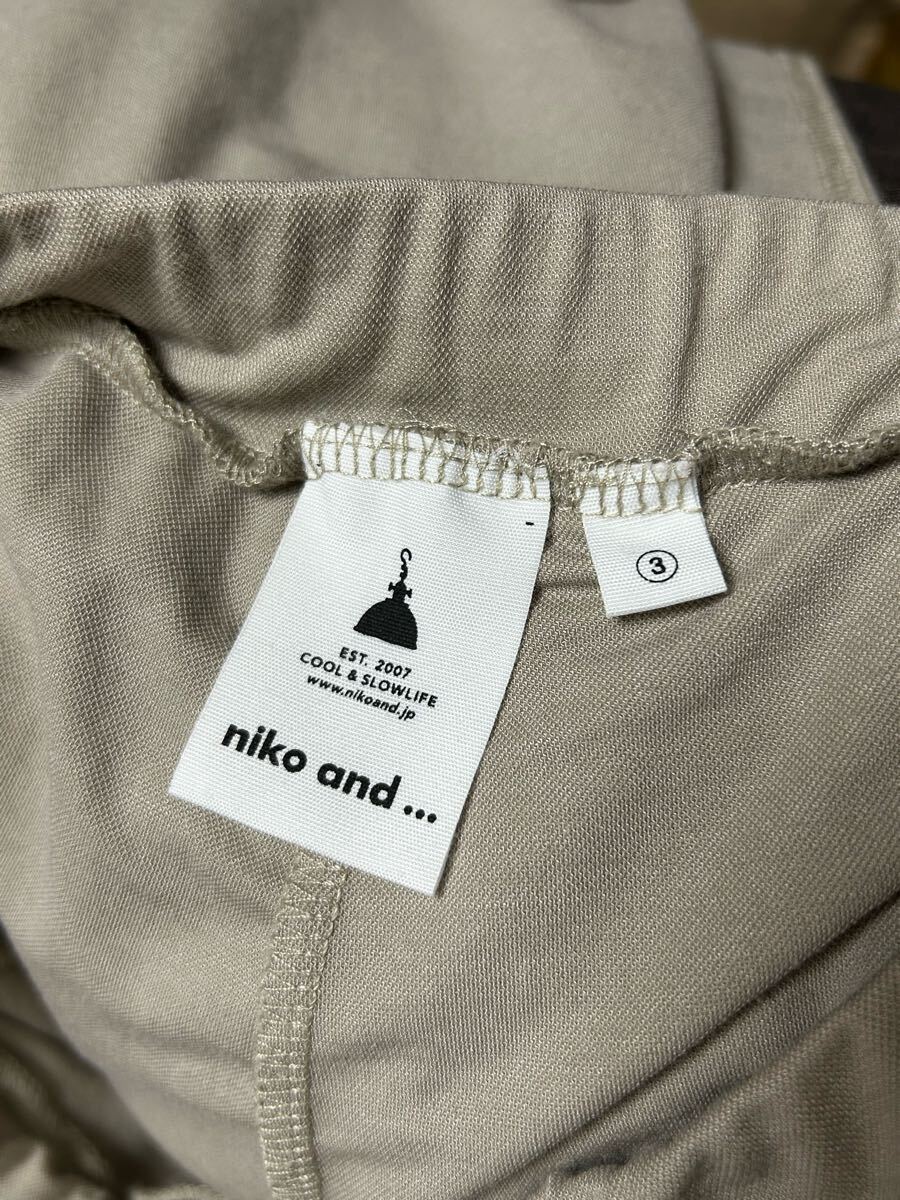 EST. 2007
COOL & SLOWLIFE
www.nikoand.jp
niko and ...
③